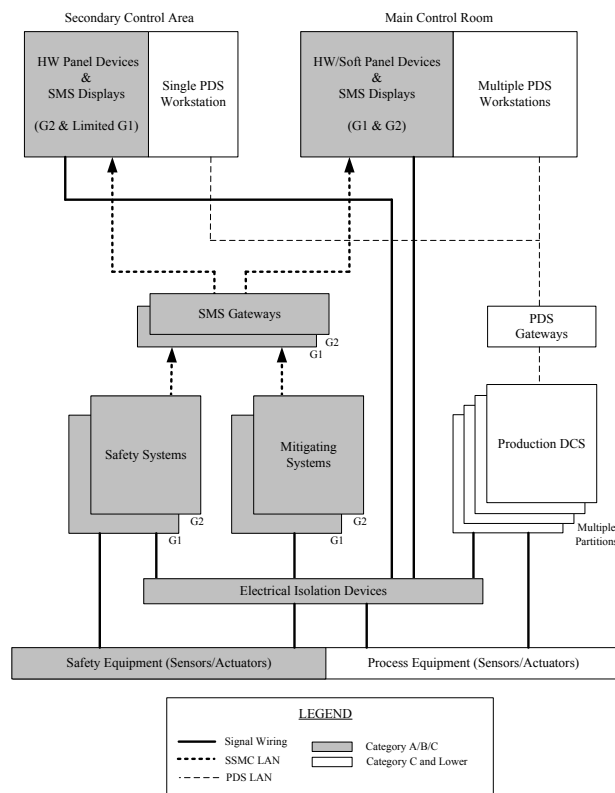 Secondary Control Area
Main Control Room
HW Panel Devices
&
SMS Displays
(G2 & Limited G1)
Single PDS
Workstation
HW/Soft Panel Devices
&
SMS Displays
(G1 & G2)
Multiple PDS
Workstations
SMS Gateways
G2
G1
PDS
Gateways
Safety Systems
G2
G1
Mitigating
Systems
G2
G1
Production DCS
Multiple
Partitions
Electrical Isolation Devices
Safety Equipment (Sensors/Actuators)
Process Equipment (Sensors/Actuators)
LEGEND
Signal Wiring
SSMC LAN
PDS LAN
Category A/B/C
Category C and Lower